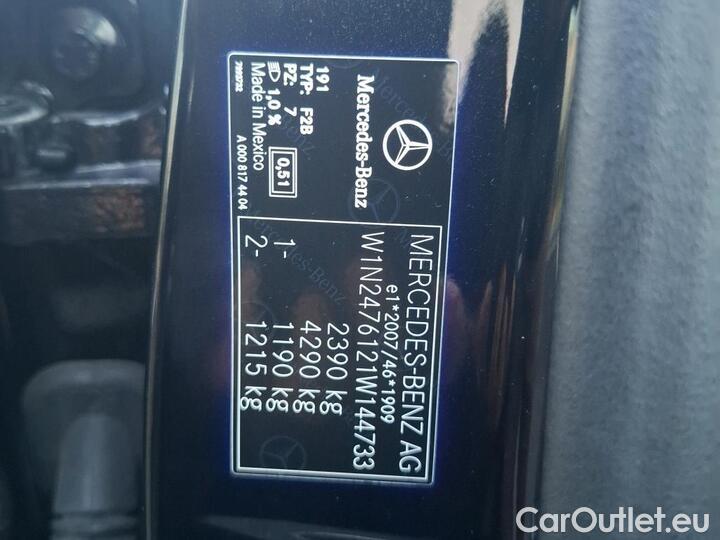 Mercedes-Benz
191
TYP: F2B
PZ: 7
1,0 %
Made in Mexico
0,51
A 000 817 44 04
MERCEDES-BENZ AG
e1*2007/46*1909
W1N2476121W144733
2390 kg
4290 kg
1- 1190 kg
2- 1215 kg
CarOutlet.eu